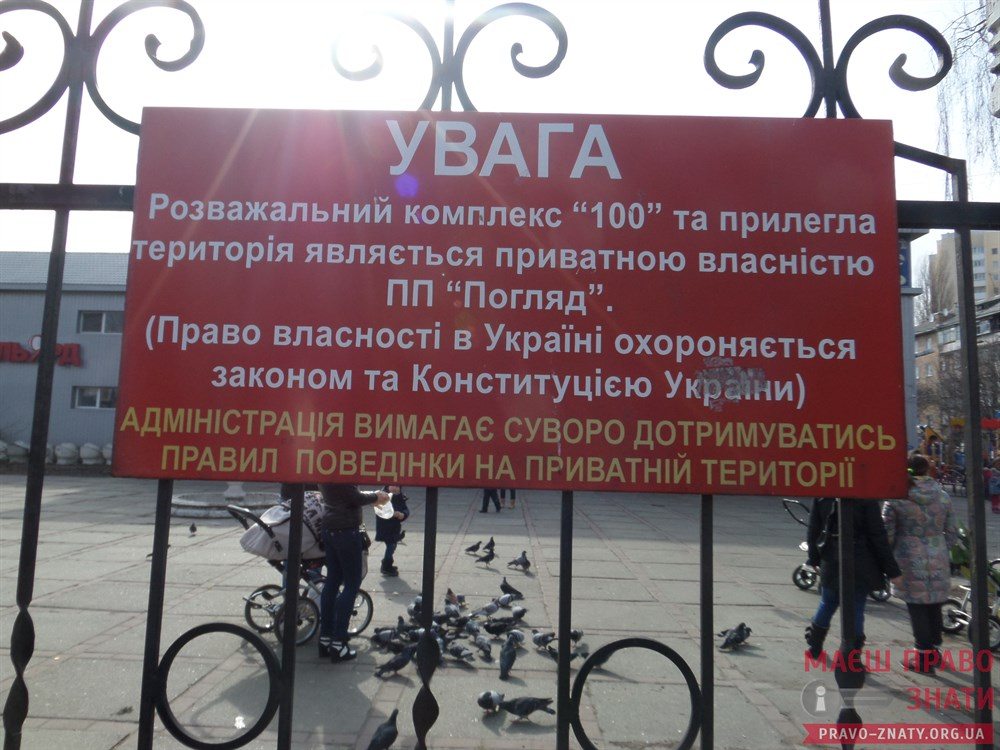 УВАГА
Розважальний комплекс “100” та прилегла
територія являється приватною власністю
ПП “Погляд”.
(Право власності в Україні охороняється
законом та Конституцією України)
АДМІНІСТРАЦІЯ ВИМАГАЄ СУВОРО ДОТРИМУВАТИСЬ
ПРАВИЛ ПОВЕДІНКИ НА ПРИВАТНІЙ ТЕРИТОРІЇ
МАЄШ ПРАВО
ЗНАТИ
PRAVO-ZNATY.ORG.UA